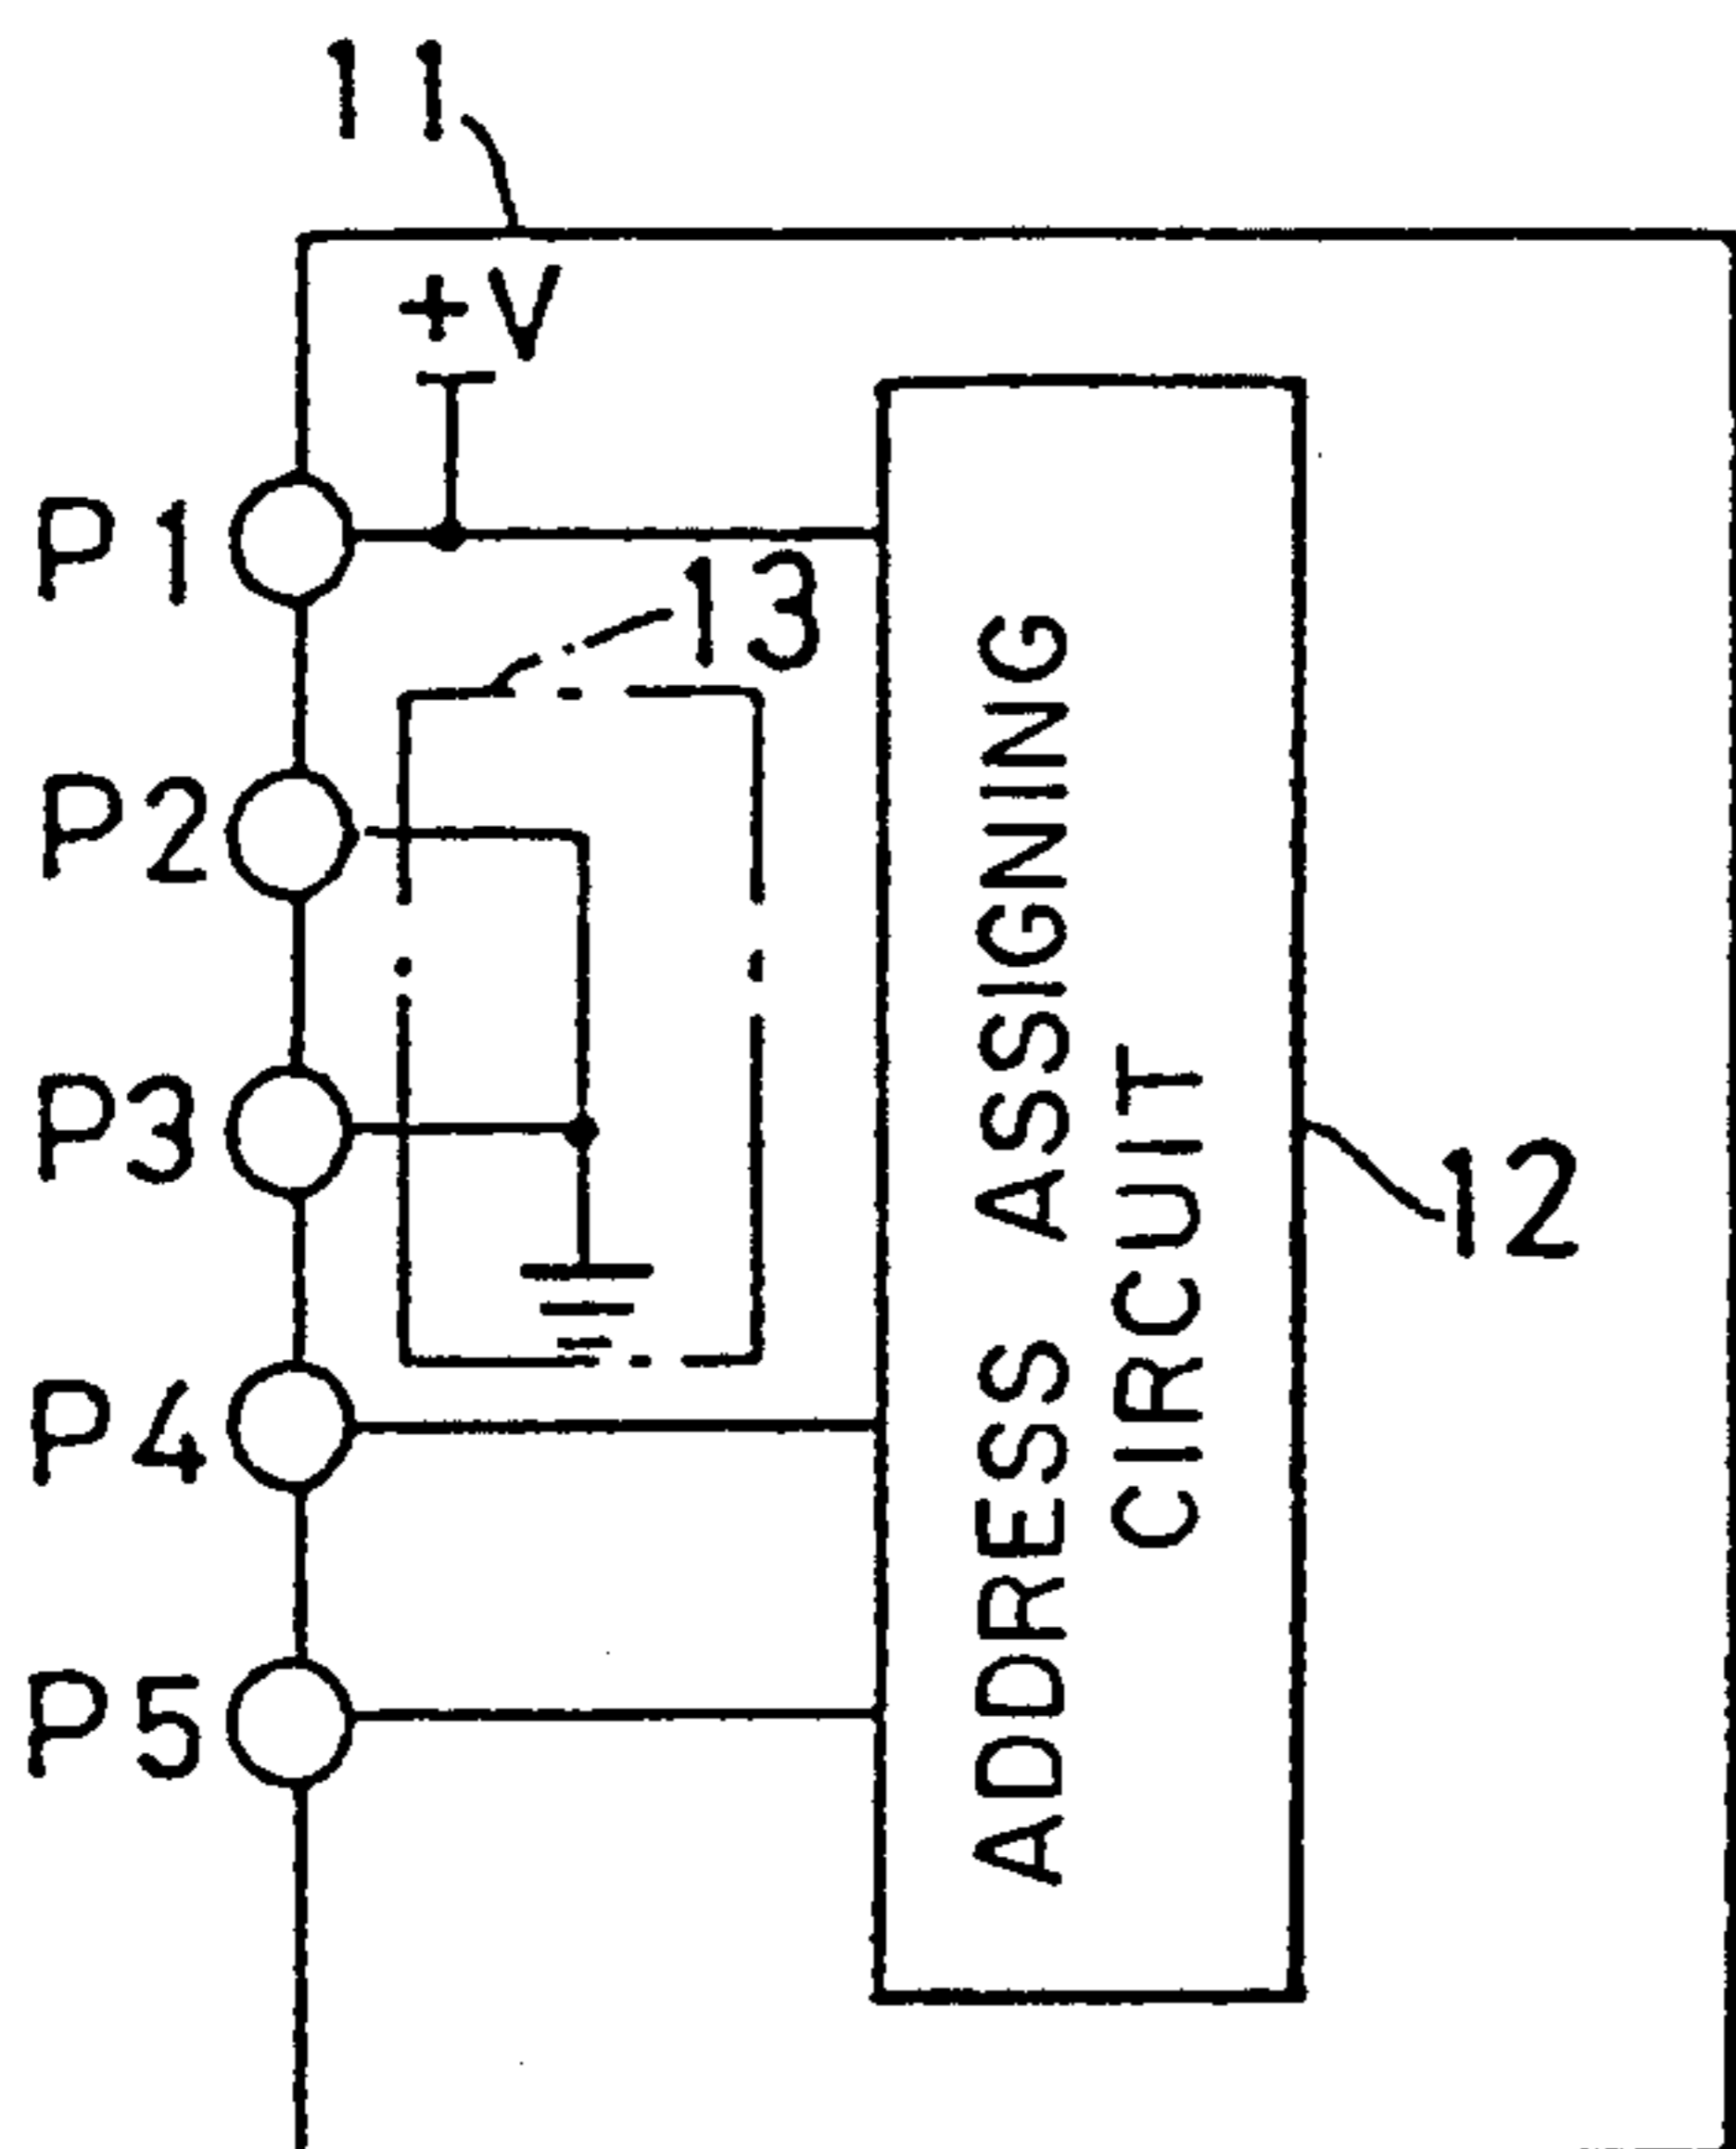 11
+V
P1
13
P2
P3
12
P4
P5
ADDRESS ASSIGNING
CIRCUIT